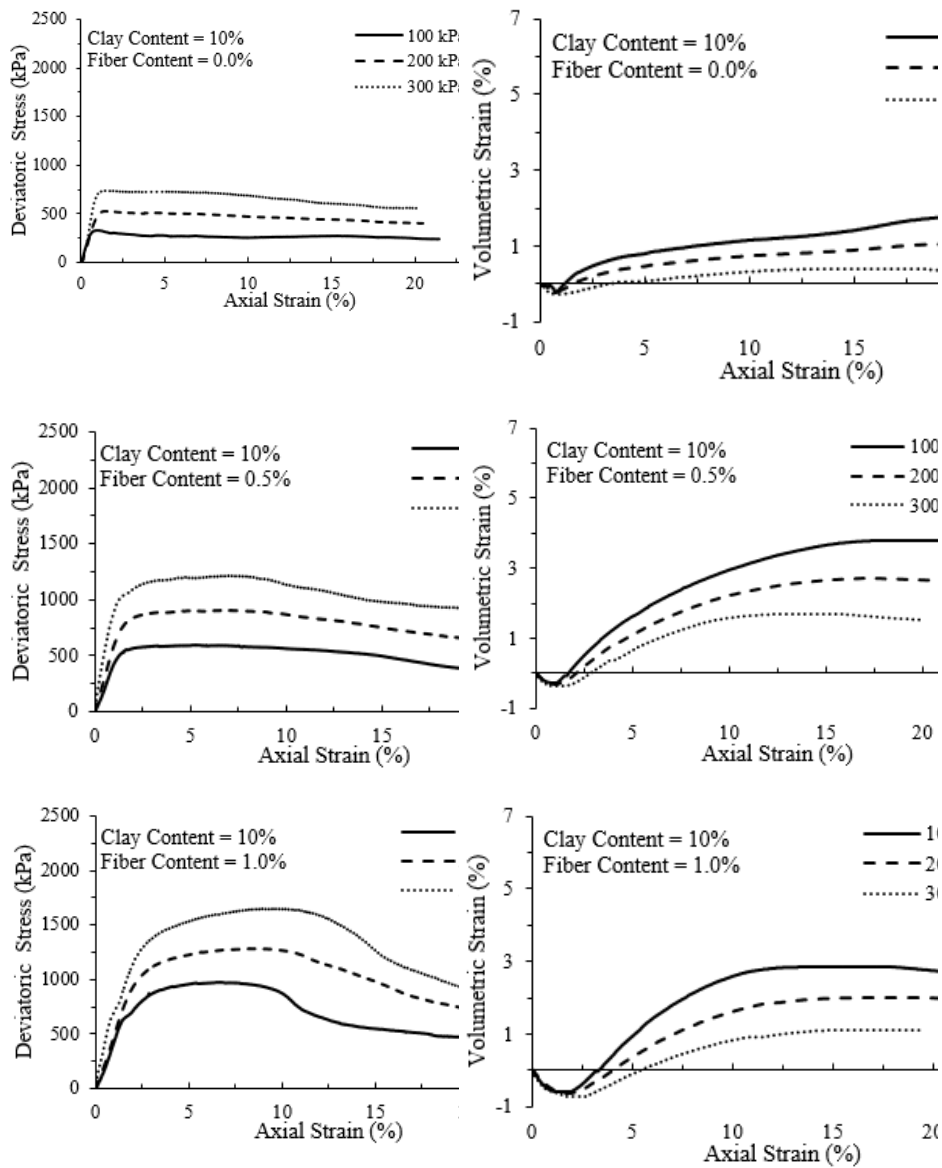 Deviatoric Stress (kPa)
2500
2000
1500
1000
500
0
Clay Content = 10%
Fiber Content = 0.0%
100 kPa
200 kPa
300 kPa
0
5
10
15
20
Axial Strain (%)
Volumetric Strain (%)
7
5
3
1
-1
Clay Content = 10%
Fiber Content = 0.0%
0
5
10
15
Axial Strain (%)
Deviatoric Stress (kPa)
2500
2000
1500
1000
500
0
Clay Content = 10%
Fiber Content = 0.5%
0
5
10
15
Axial Strain (%)
Volumetric Strain (%)
7
5
3
1
-1
Clay Content = 10%
Fiber Content = 0.5%
100
200
300
0
5
10
15
20
Axial Strain (%)
Deviatoric Stress (kPa)
2500
2000
1500
1000
500
0
Clay Content = 10%
Fiber Content = 1.0%
0
5
10
15
Axial Strain (%)
Volumetric Strain (%)
7
5
3
1
-1
Clay Content = 10%
Fiber Content = 1.0%
10
20
30
0
5
10
15
20
Axial Strain (%)